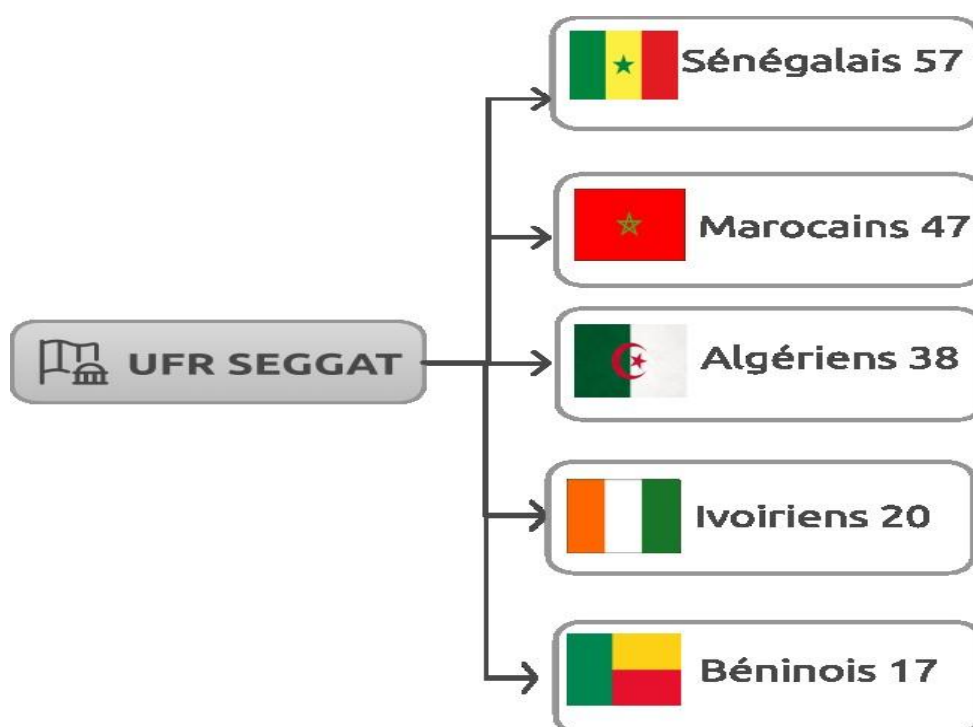 Sénégalais 57
Marocains 47
UFR SEGGAT
Algériens 38
Ivoiriens 20
Béninois 17